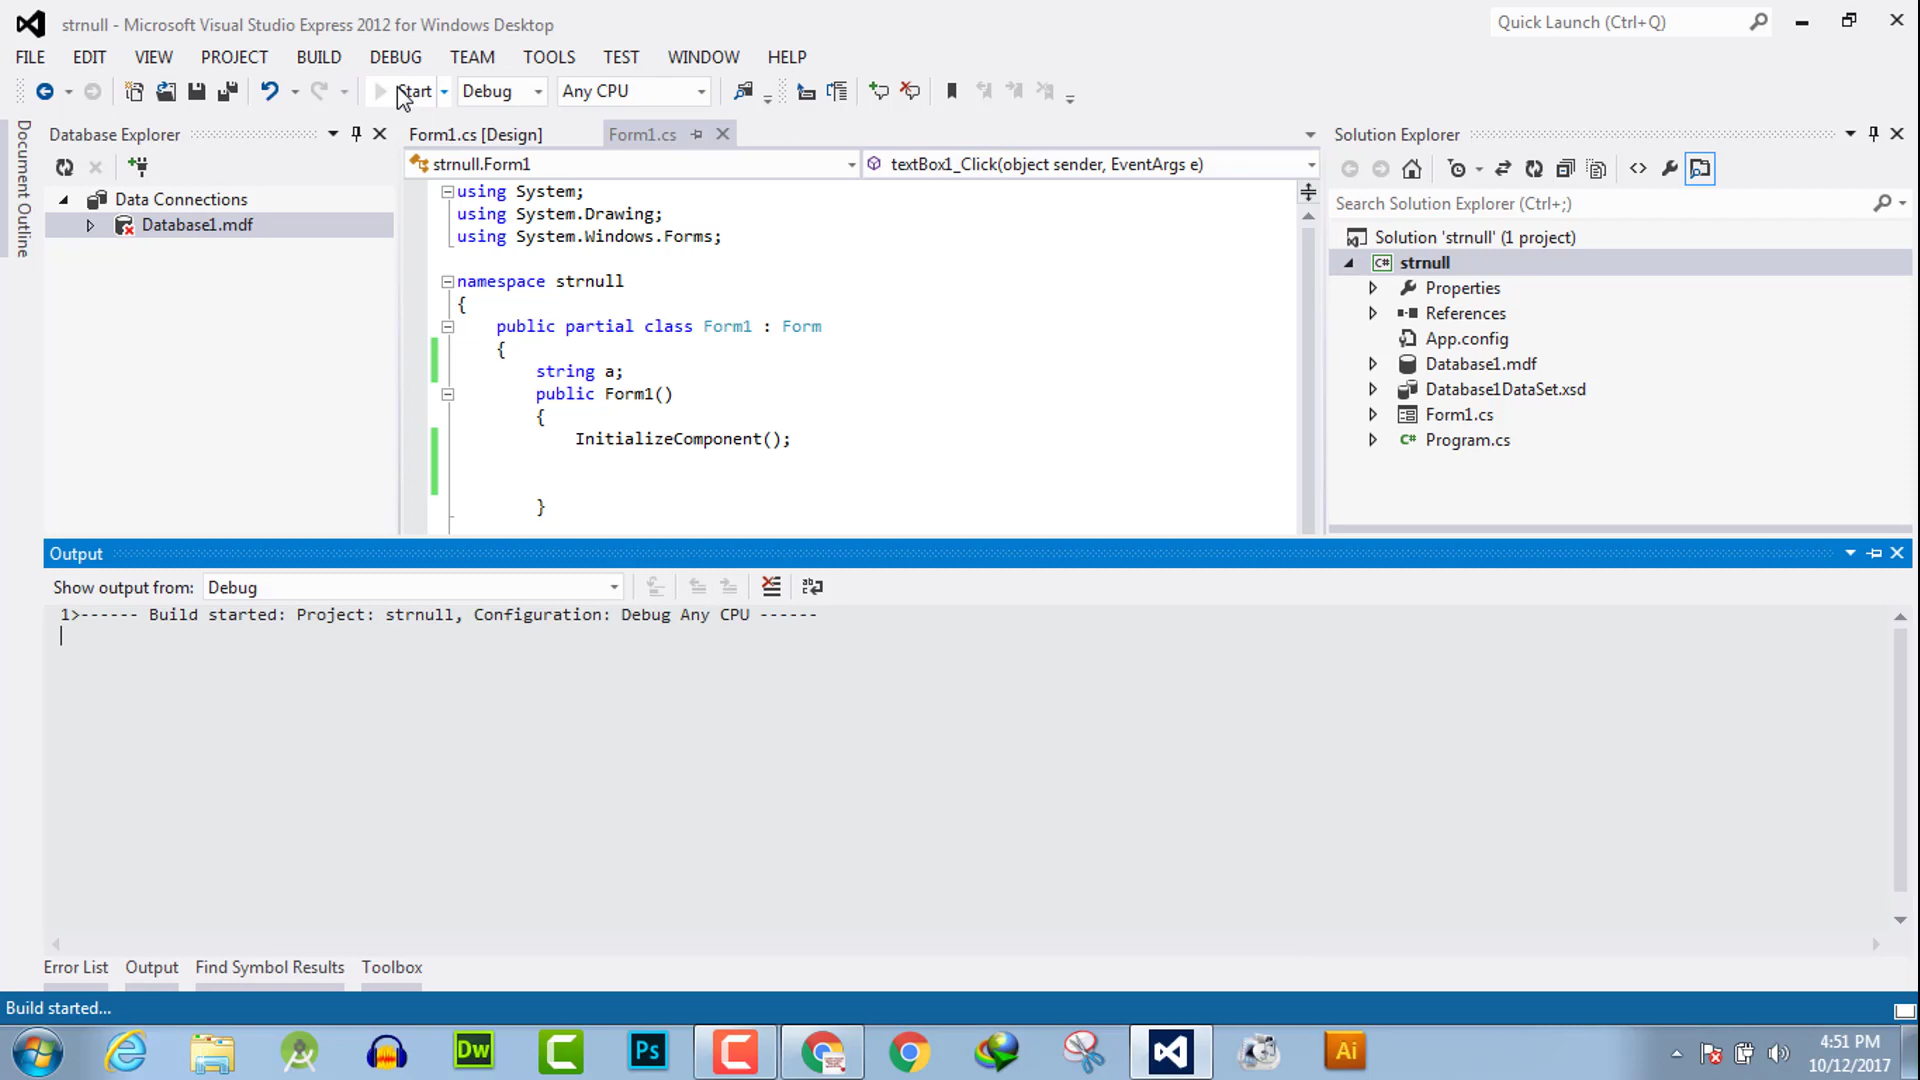 strnull - Microsoft Visual Studio Express 2012 for Windows Desktop
Quick Launch (Ctrl+Q)
FILE EDIT VIEW PROJECT BUILD DEBUG TEAM TOOLS TEST WINDOW HELP
Start Debug Any CPU
Document Outline
Database Explorer
Data Connections
Database1.mdf
Form1.cs [Design] Form1.cs
strnull.Form1 textBox1_Click(object sender, EventArgs e)
using System;
using System.Drawing;
using System.Windows.Forms;
namespace strnull
{
public partial class Form1 : Form
{
string a;
public Form1()
{
InitializeComponent();
}
Solution Explorer
Search Solution Explorer (Ctrl+;)
Solution 'strnull' (1 project)
C# strnull
Properties
References
App.config
Database1.mdf
Database1DataSet.xsd
Form1.cs
C# Program.cs
Output
Show output from: Debug
1>------ Build started: Project: strnull, Configuration: Debug Any CPU ------
Error List Output Find Symbol Results Toolbox
Build started...
Dw Ps Ai
4:51 PM
10/12/2017